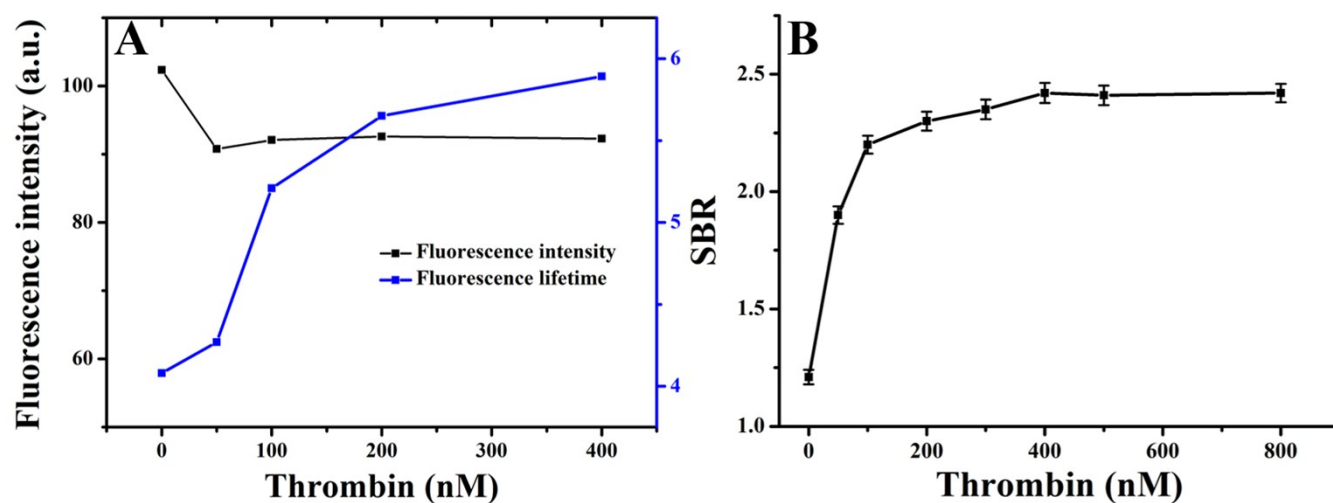 A
Fluorescence intensity (a.u.)
100
80
60
6
5
4
Fluorescence intensity
Fluorescence lifetime
0 100 200 300 400
Thrombin (nM)
B
SBR
2.5
2.0
1.5
1.0
0 200 400 600 800
Thrombin (nM)